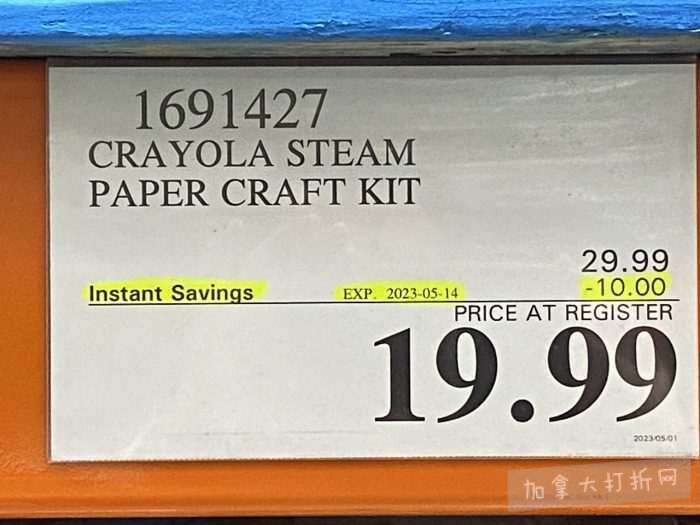 1691427
CRAYOLA STEAM
PAPER CRAFT KIT
29.99
Instant Savings EXP. 2023-05-14 -10.00
PRICE AT REGISTER
19.99
2023/05/01
加拿大打折网